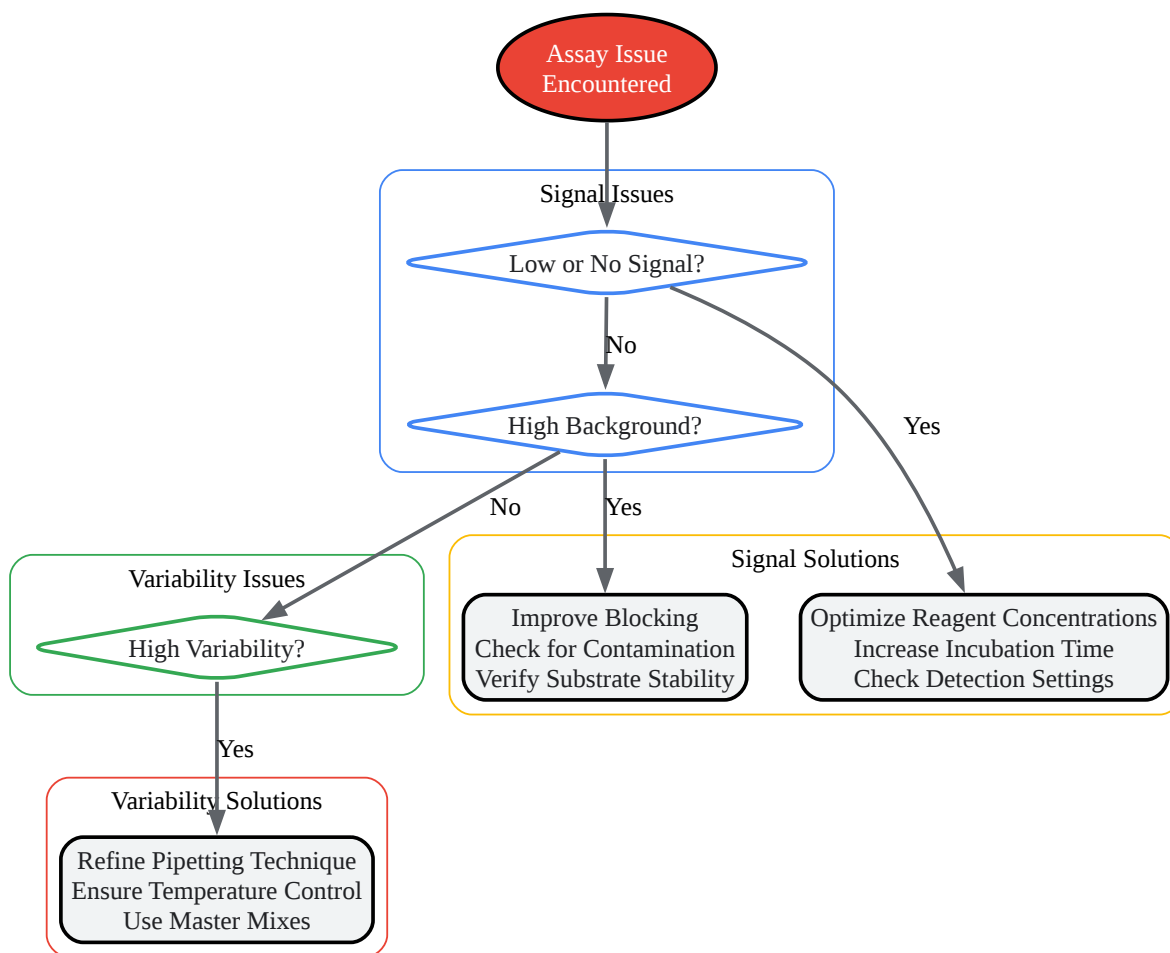 Assay Issue
Encountered
Signal Issues
Low or No Signal?
No
High Background?
Yes
No
Yes
Signal Solutions
Variability Issues
Improve Blocking
Check for Contamination
Verify Substrate Stability
Optimize Reagent Concentrations
Increase Incubation Time
Check Detection Settings
High Variability?
Yes
Variability Solutions
Refine Pipetting Technique
Ensure Temperature Control
Use Master Mixes